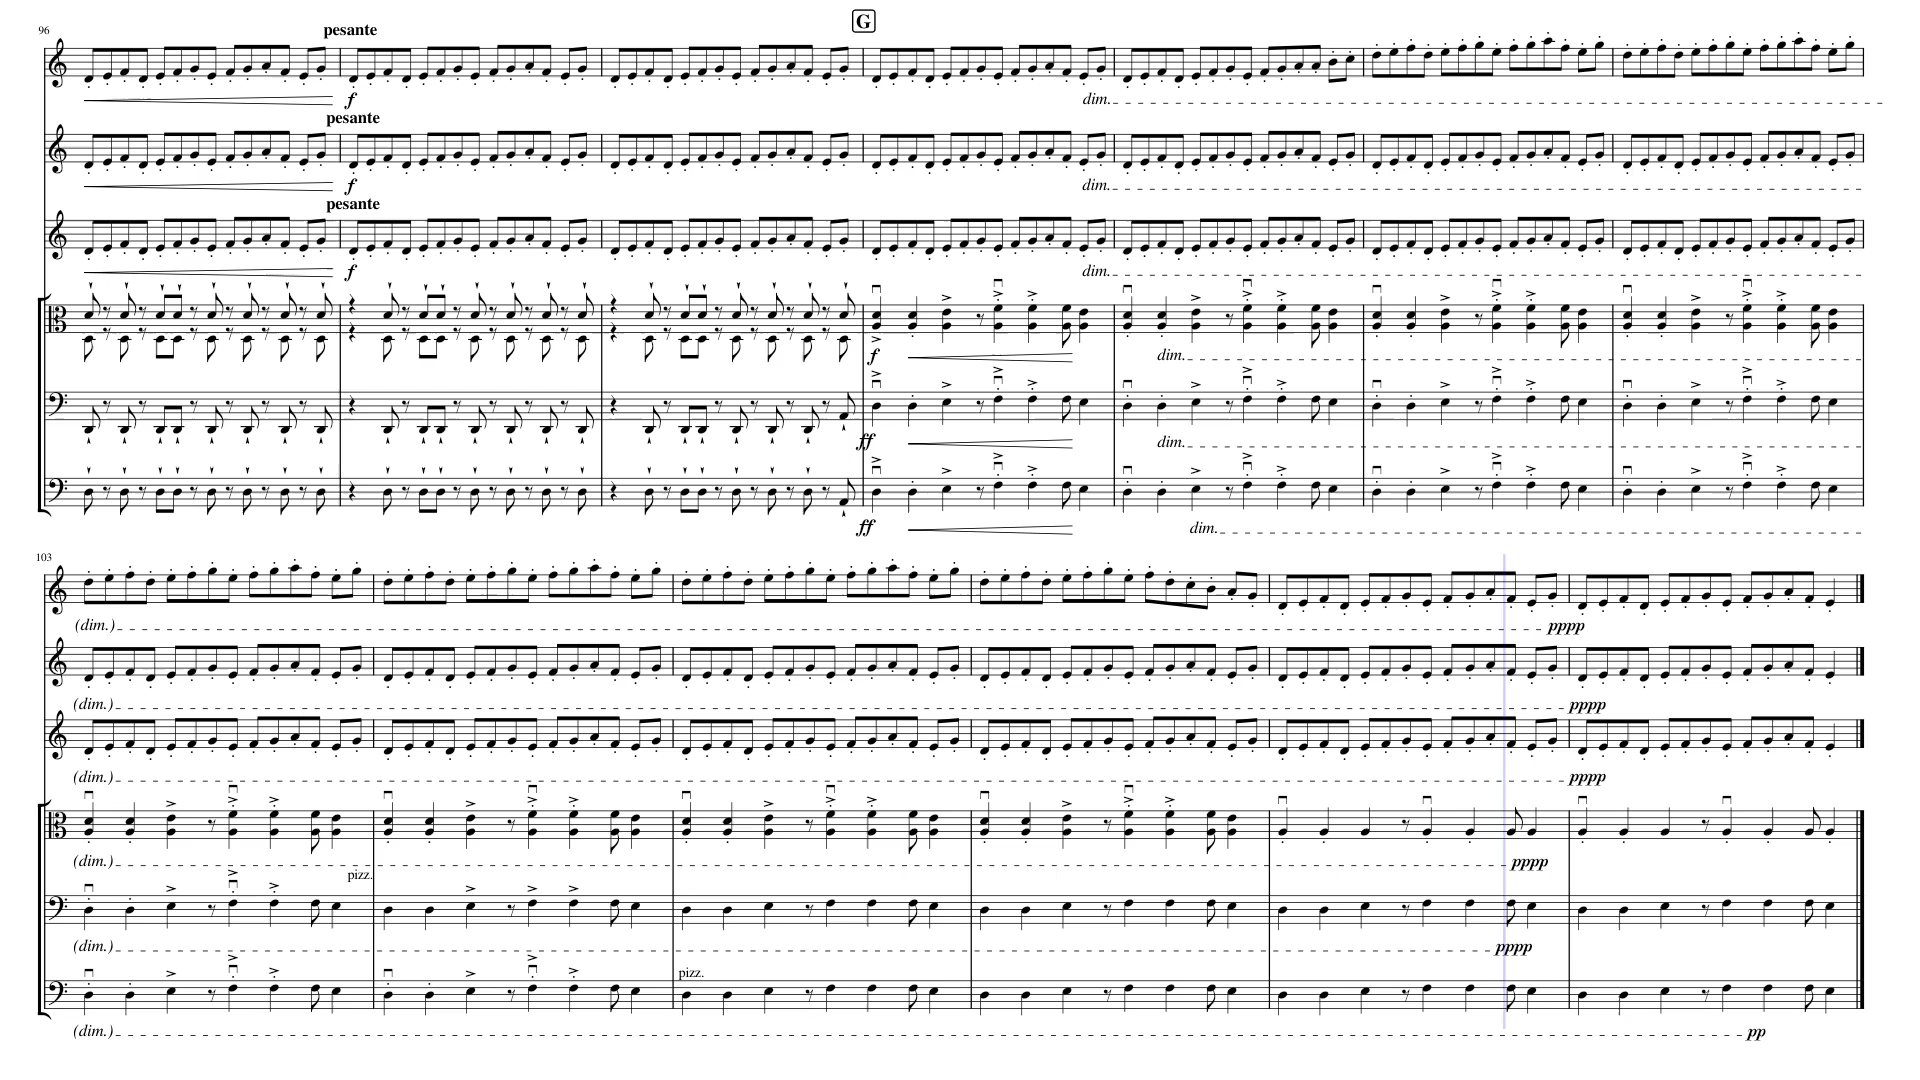 G
96
pesante
f
dim.
pesante
f
dim.
pesante
f
dim.
f
dim.
ff
dim.
ff
dim.
103
(dim.)
pppp
(dim.)
pppp
(dim.)
pppp
(dim.)
pppp
pizz.
(dim.)
pppp
pizz.
(dim.)
pp